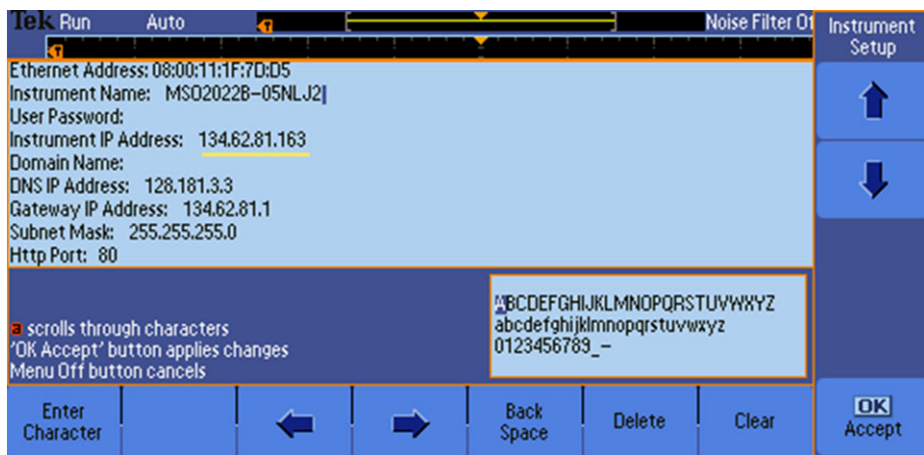 Tek Run Auto Noise Filter Of
Instrument
Setup
Ethernet Address: 08:00:11:1F:7D:D5
Instrument Name: MSO2022B-05NLJ2
User Password:
Instrument IP Address: 134.62.81.163
Domain Name:
DNS IP Address: 128.181.3.3
Gateway IP Address: 134.62.81.1
Subnet Mask: 255.255.255.0
Http Port: 80
a scrolls through characters
'OK Accept' button applies changes
Menu Off button cancels
ABCDEFGHIJKLMNOPQRSTUVWXYZ
abcdefghijklmnopqrstuvwxyz
0123456789_-
Enter
Character
Back
Space
Delete
Clear
OK
Accept